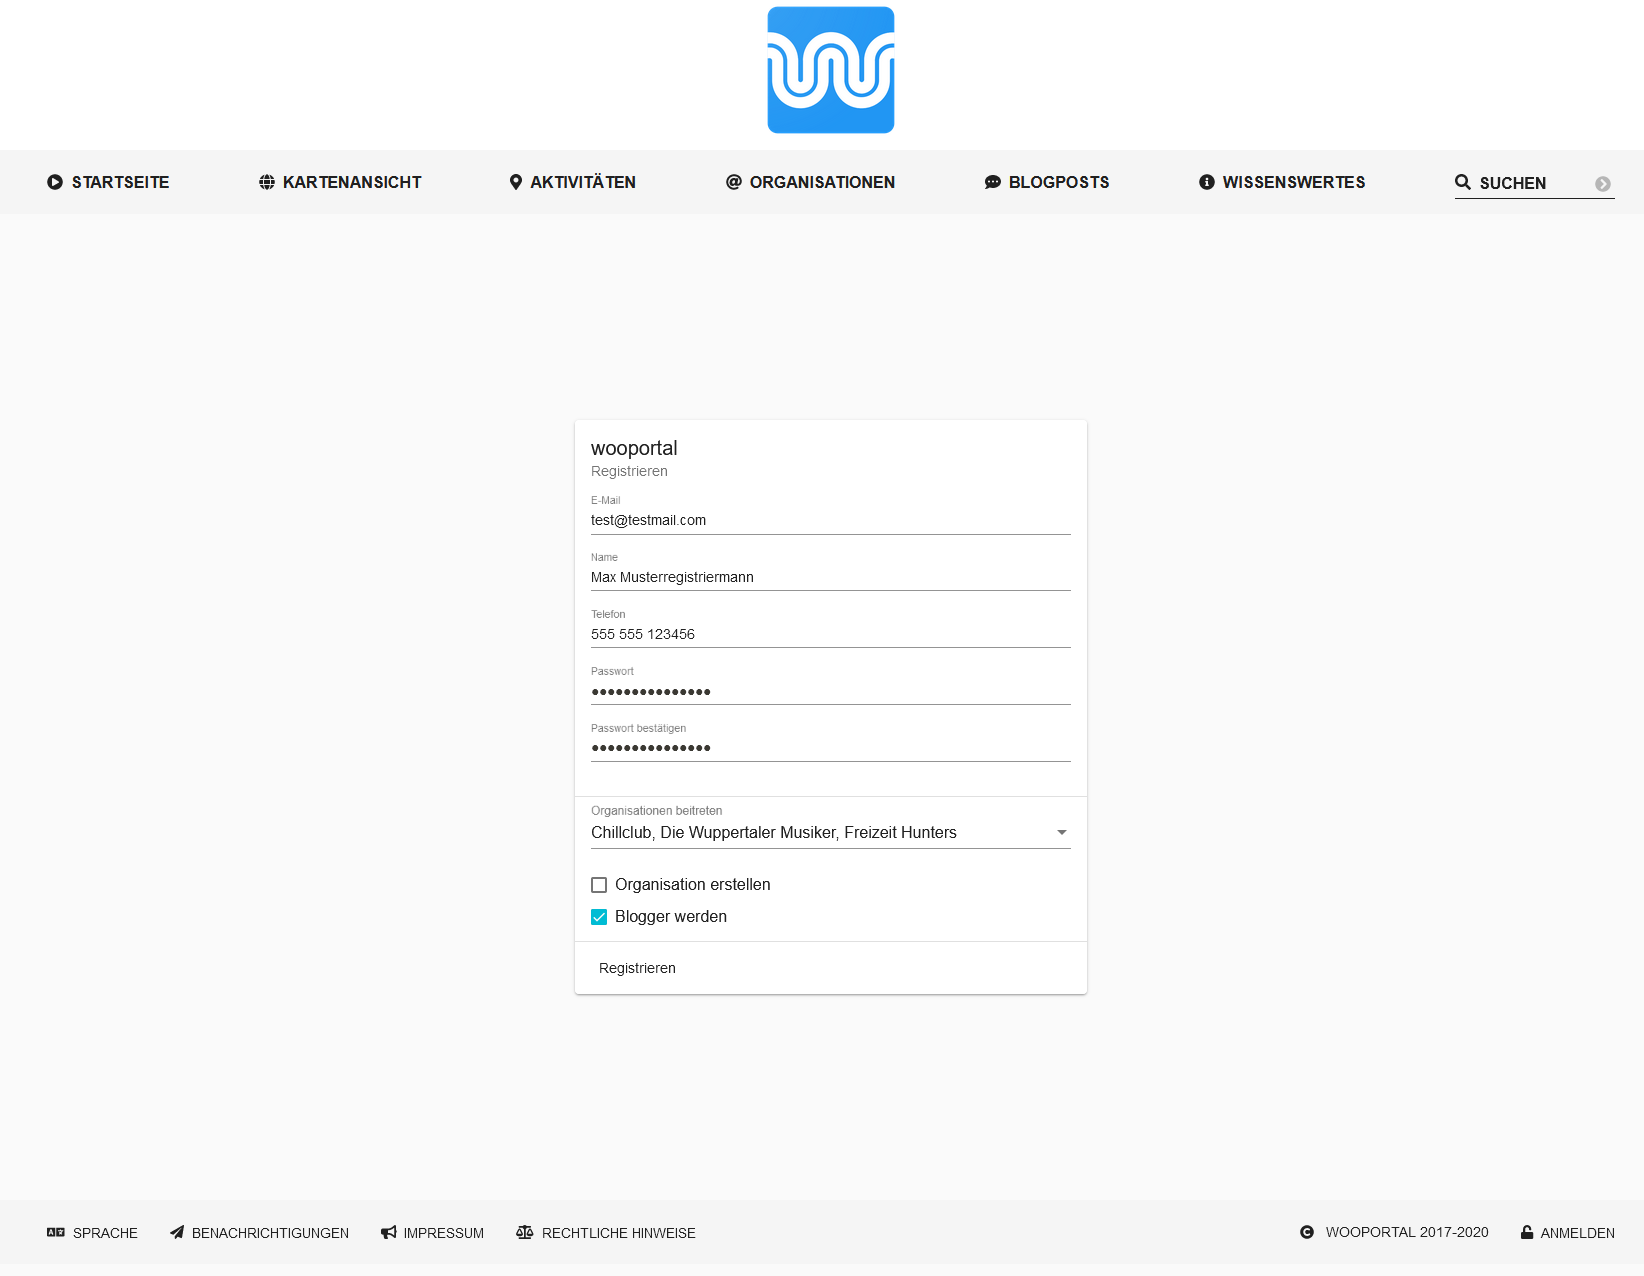 STARTSEITE KARTENANSICHT AKTIVITÄTEN ORGANISATIONEN BLOGPOSTS WISSENSWERTES SUCHEN
wooportal
Registrieren
E-Mail
test@testmail.com
Name
Max Musterregistriermann
Telefon
555 555 123456
Passwort
•••••••••••••••
Passwort bestätigen
•••••••••••••••
Organisationen beitreten
Chillclub, Die Wuppertaler Musiker, Freizeit Hunters
Organisation erstellen
Blogger werden
Registrieren
SPRACHE BENACHRICHTIGUNGEN IMPRESSUM RECHTLICHE HINWEISE WOOPORTAL 2017-2020 ANMELDEN